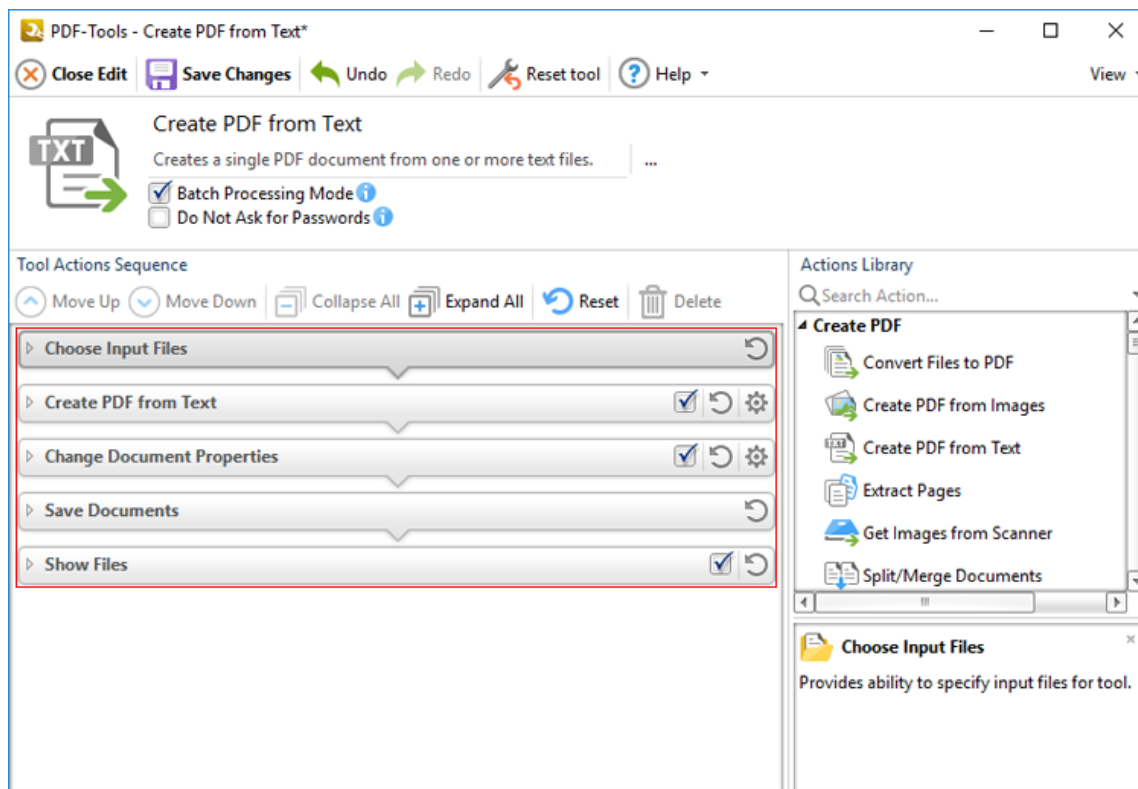 PDF-Tools - Create PDF from Text*
Close Edit Save Changes Undo Redo Reset tool Help View
TXT
Create PDF from Text
Creates a single PDF document from one or more text files. ...
Batch Processing Mode
Do Not Ask for Passwords
Tool Actions Sequence
Move Up Move Down Collapse All Expand All Reset Delete
Choose Input Files
Create PDF from Text
Change Document Properties
Save Documents
Show Files
Actions Library
Search Action...
Create PDF
Convert Files to PDF
Create PDF from Images
TXT Create PDF from Text
Extract Pages
Get Images from Scanner
Split/Merge Documents
Choose Input Files
Provides ability to specify input files for tool.